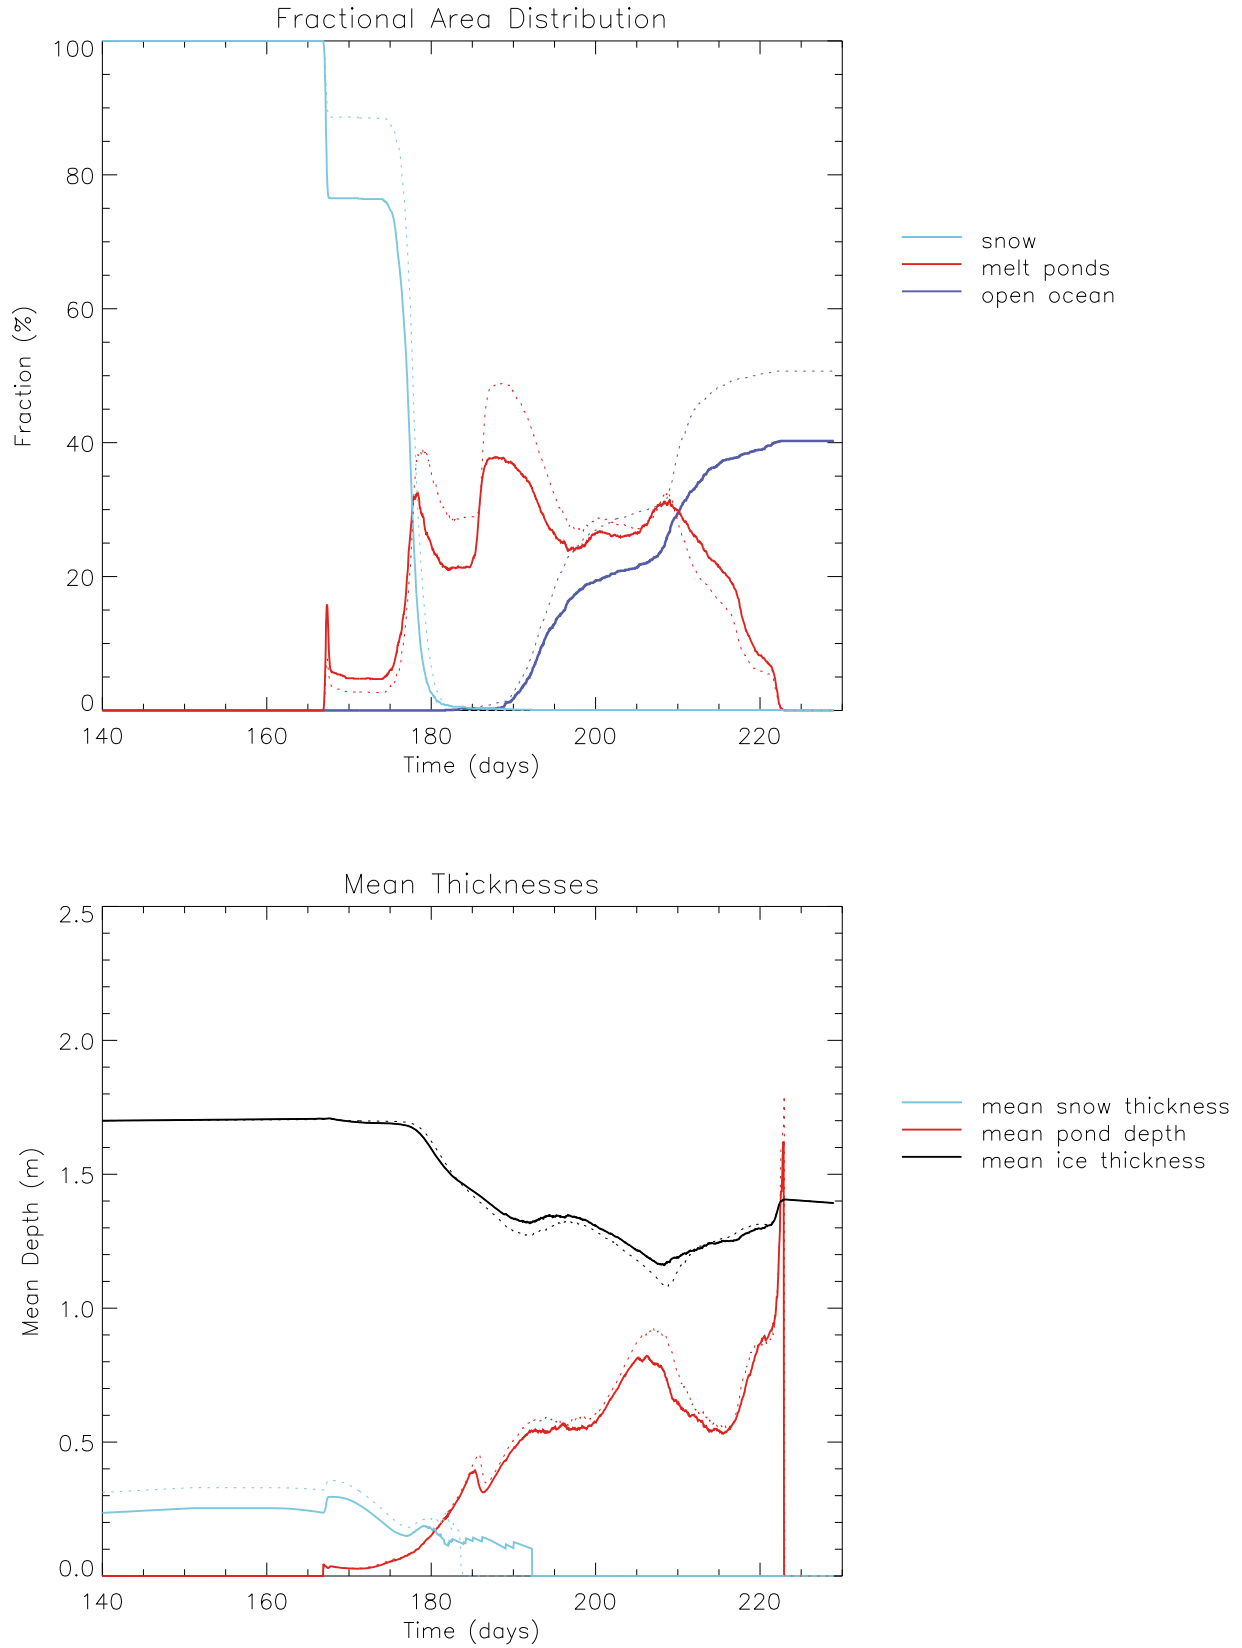 Fractional Area Distribution
100
80
60
40
20
0
Fraction (%)
140 160 180 200 220
Time (days)
snow
melt ponds
open ocean
Mean Thicknesses
2.5
2.0
1.5
1.0
0.5
0.0
Mean Depth (m)
140 160 180 200 220
Time (days)
mean snow thickness
mean pond depth
mean ice thickness